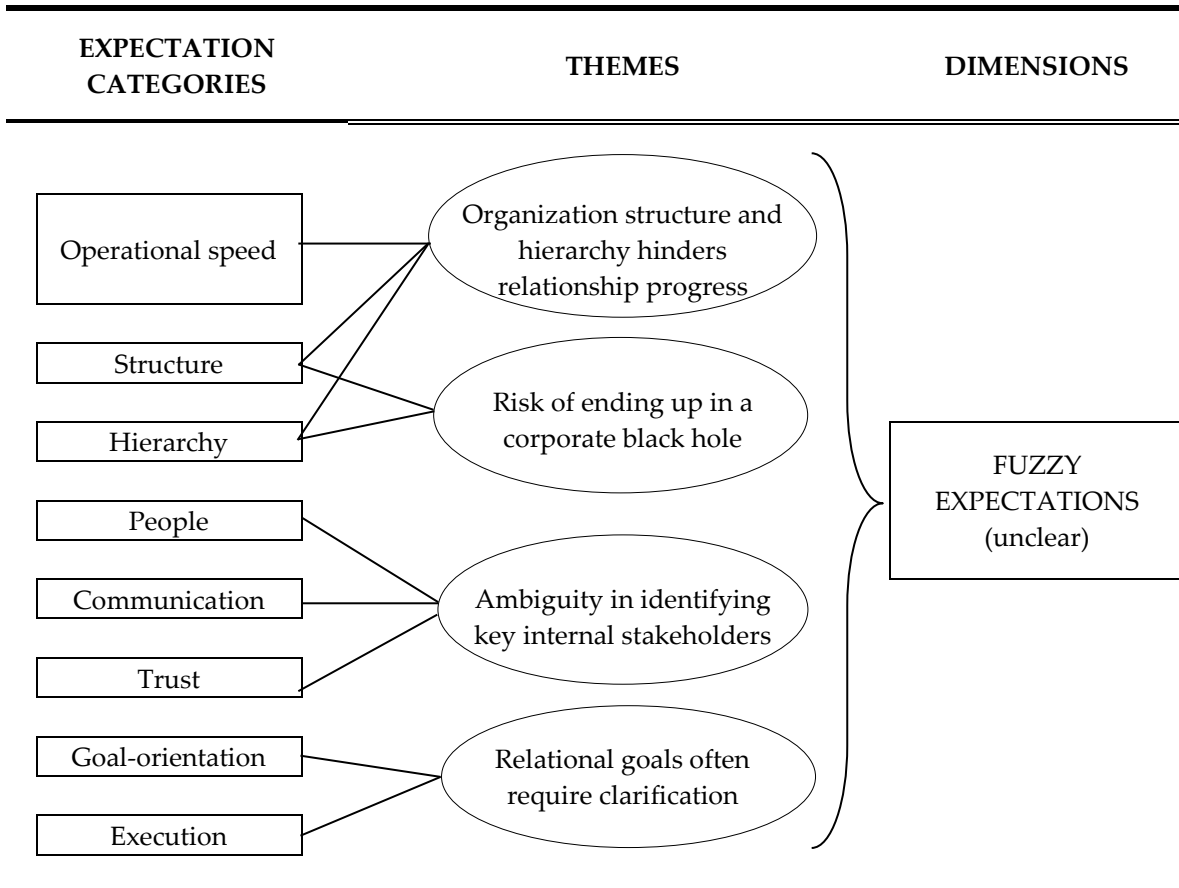 EXPECTATION
CATEGORIES
THEMES
DIMENSIONS
Operational speed
Structure
Hierarchy
People
Communication
Trust
Goal-orientation
Execution
Organization structure and
hierarchy hinders
relationship progress
Risk of ending up in a
corporate black hole
Ambiguity in identifying
key internal stakeholders
Relational goals often
require clarification
FUZZY
EXPECTATIONS
(unclear)